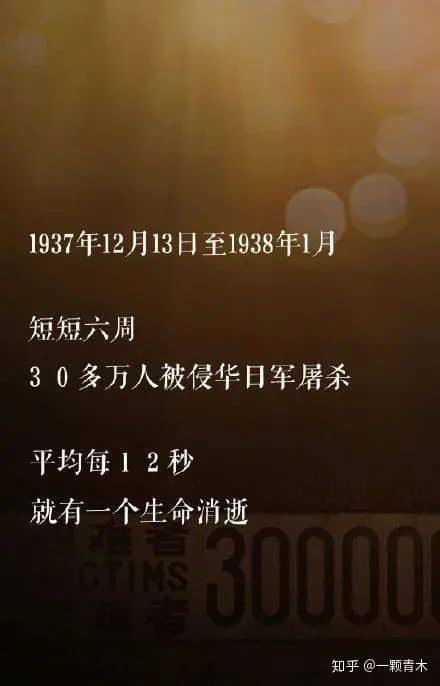 1937年12月13日至1938年1月
短短六周
30多万人被侵华日军屠杀
平均每12秒
就有一个生命消逝
难者 30000
CTIMS
知乎 @一颗青木